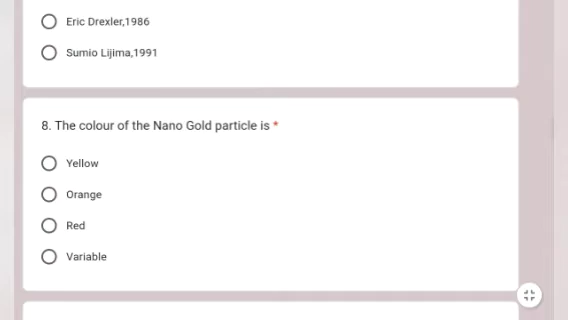 Eric Drexler,1986
Sumio Lijima,1991
8. The colour of the Nano Gold particle is *
Yellow
Orange
Red
Variable